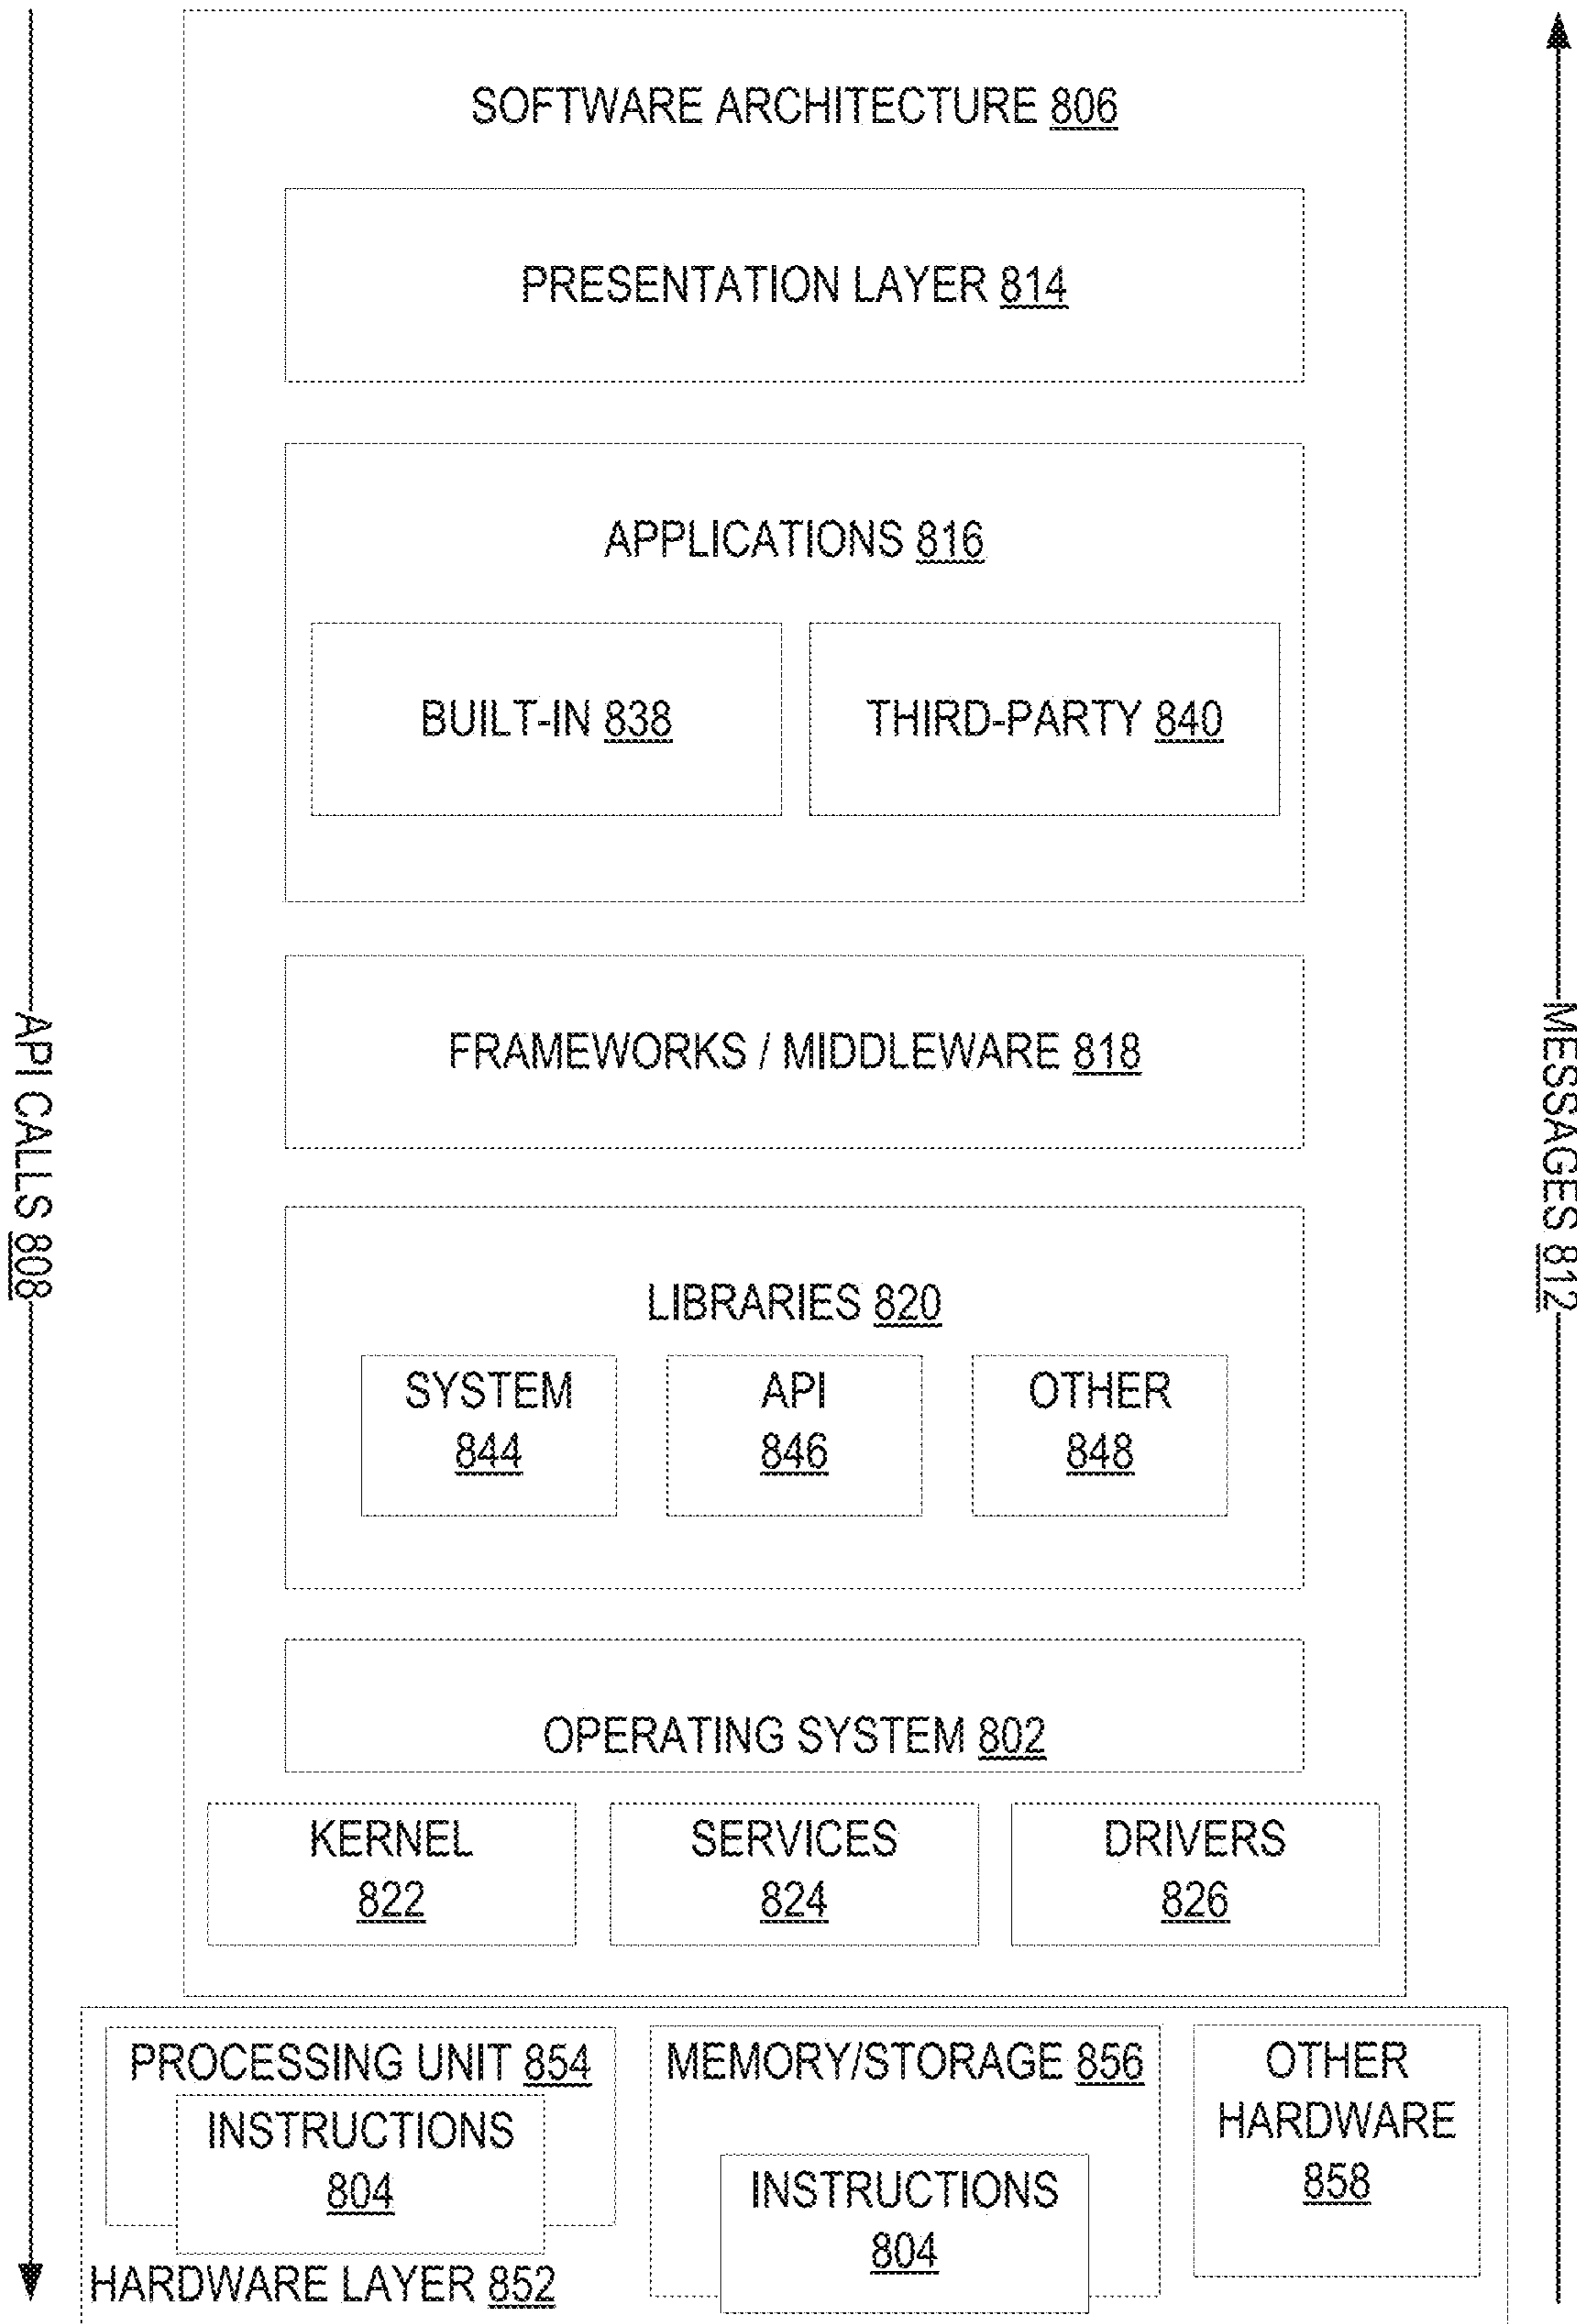 SOFTWARE ARCHITECTURE 806
PRESENTATION LAYER 814
APPLICATIONS 816
BUILT-IN 838
THIRD-PARTY 840
FRAMEWORKS / MIDDLEWARE 818
LIBRARIES 820
SYSTEM
844
API
846
OTHER
848
OPERATING SYSTEM 802
KERNEL
822
SERVICES
824
DRIVERS
826
PROCESSING UNIT 854
INSTRUCTIONS
804
MEMORY/STORAGE 856
INSTRUCTIONS
804
OTHER
HARDWARE
858
HARDWARE LAYER 852
API CALLS 808
MESSAGES 812